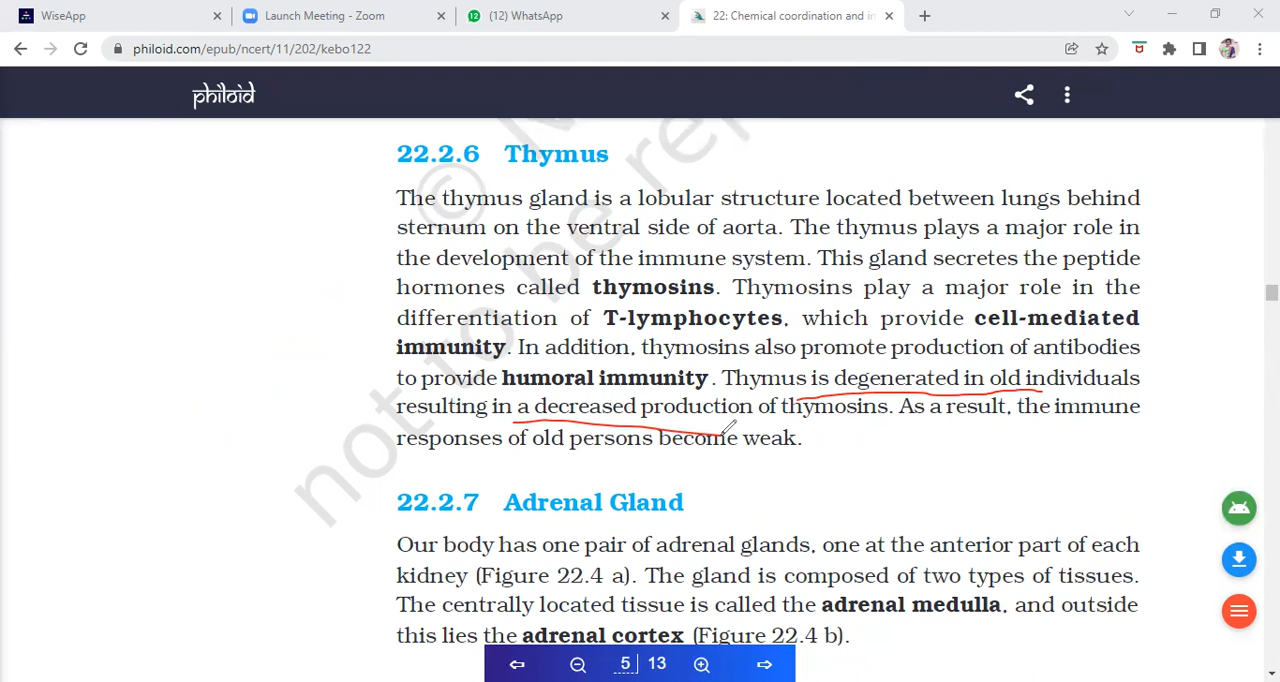 WiseApp
Launch Meeting - Zoom
(12) WhatsApp
22: Chemical coordination and in
philoid.com/epub/ncert/11/202/kebo122
philoid
22.2.6 Thymus
The thymus gland is a lobular structure located between lungs behind
sternum on the ventral side of aorta. The thymus plays a major role in
the development of the immune system. This gland secretes the peptide
hormones called thymosins. Thymosins play a major role in the
differentiation of T-lymphocytes, which provide cell-mediated
immunity. In addition, thymosins also promote production of antibodies
to provide humoral immunity. Thymus is degenerated in old individuals
resulting in a decreased production of thymosins. As a result, the immune
responses of old persons become weak.
22.2.7 Adrenal Gland
Our body has one pair of adrenal glands, one at the anterior part of each
kidney (Figure 22.4 a). The gland is composed of two types of tissues.
The centrally located tissue is called the adrenal medulla, and outside
this lies the adrenal cortex (Figure 22.4 b).
5 13
not to be rep